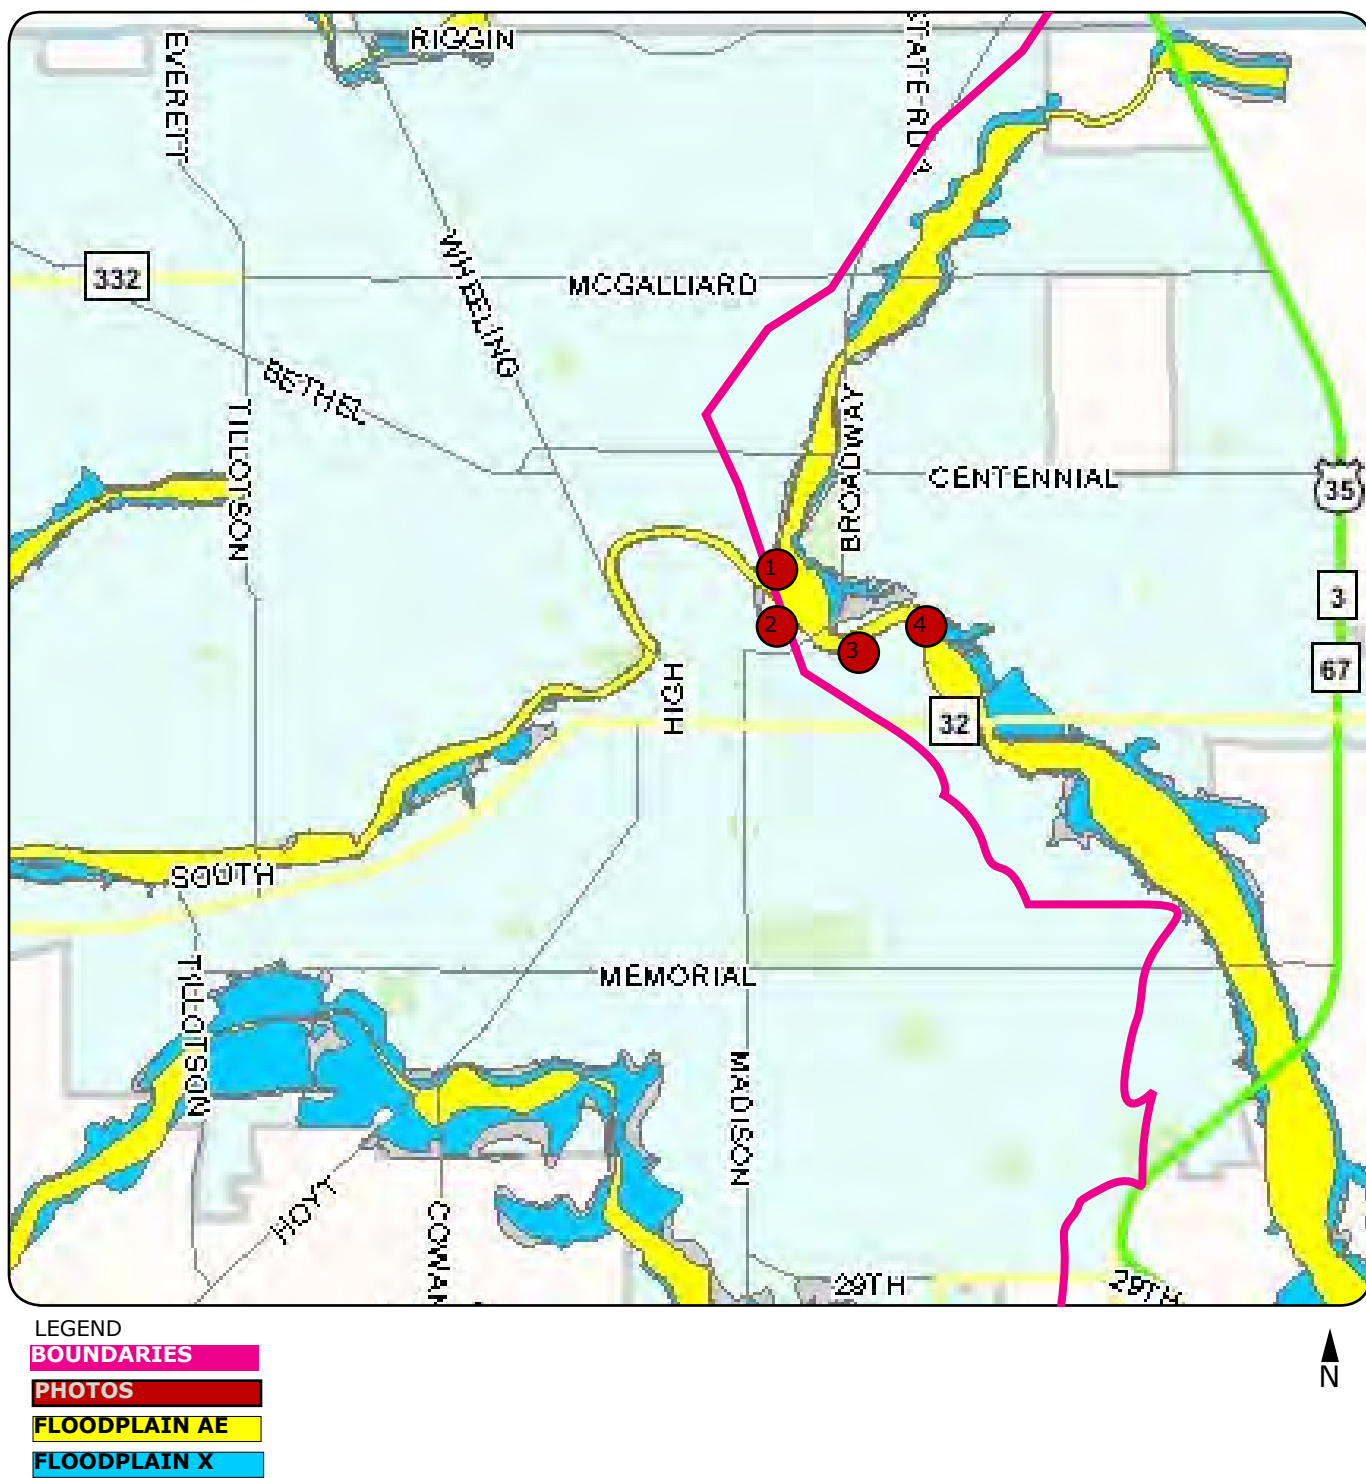 RIGGIN
EVERETT
STATE RD 4
WHEELING
332
MCGALLIARD
BETHEL
TILLOTSON
BROADWAY
CENTENNIAL
35
1
3
2
4
3
67
HIGH
32
SOUTH
MEMORIAL
TILLOTSON
MADISON
HOYT
COWAN
29TH
29TH
LEGEND
BOUNDARIES
PHOTOS
FLOODPLAIN AE
FLOODPLAIN X
N